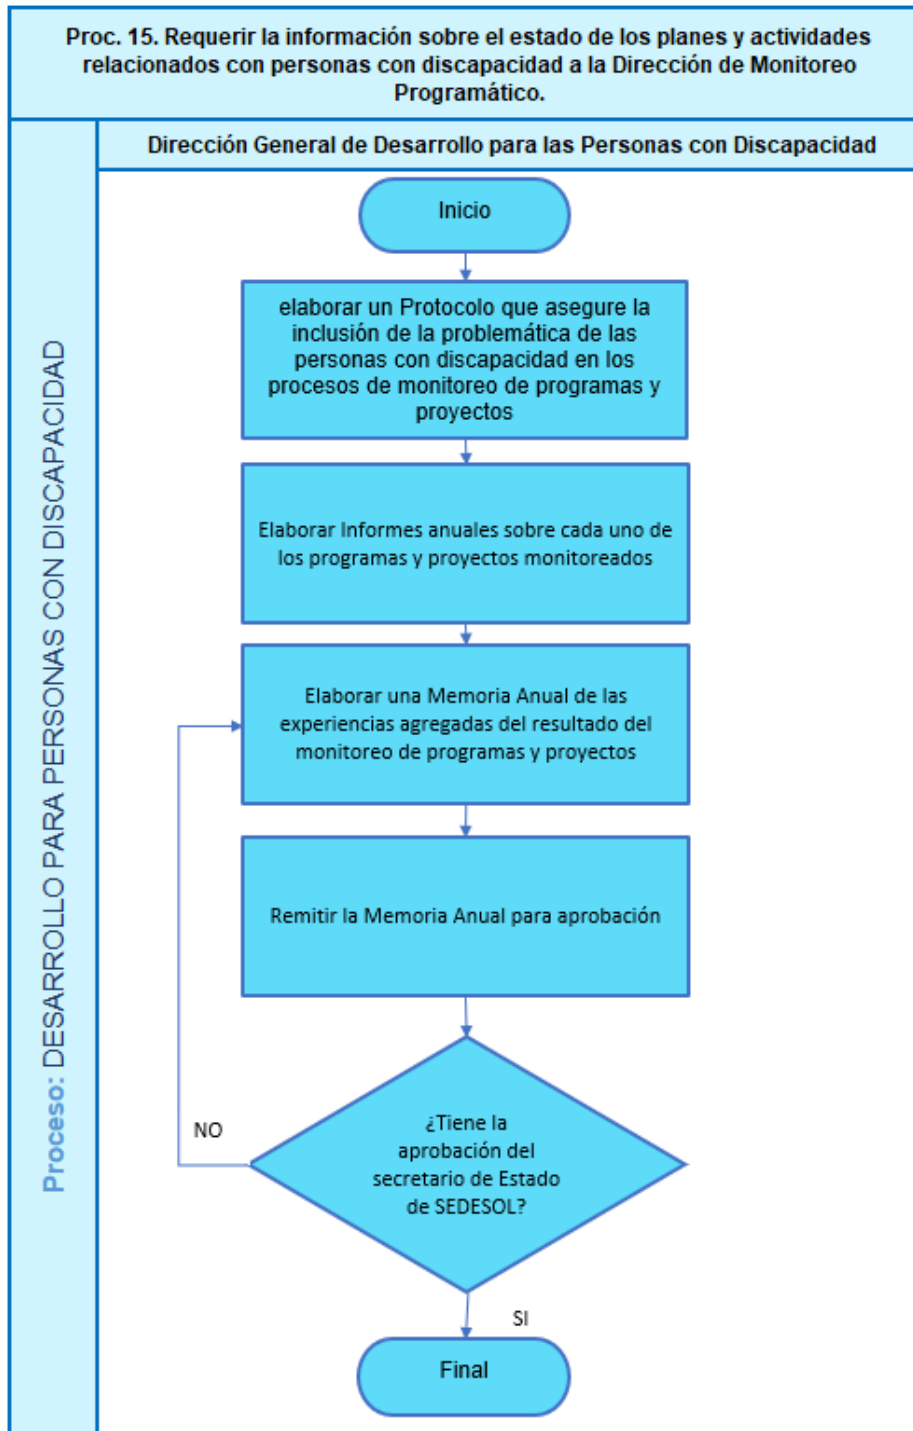 Proc. 15. Requerir la información sobre el estado de los planes y actividades
relacionados con personas con discapacidad a la Dirección de Monitoreo
Programático.
Dirección General de Desarrollo para las Personas con Discapacidad
Proceso: DESARROLLO PARA PERSONAS CON DISCAPACIDAD
Inicio
elaborar un Protocolo que asegure la
inclusión de la problemática de las
personas con discapacidad en los
procesos de monitoreo de programas y
proyectos
Elaborar Informes anuales sobre cada uno de
los programas y proyectos monitoreados
Elaborar una Memoria Anual de las
experiencias agregadas del resultado del
monitoreo de programas y proyectos
Remitir la Memoria Anual para aprobación
¿Tiene la
aprobación del
secretario de Estado
de SEDESOL?
NO
SI
Final